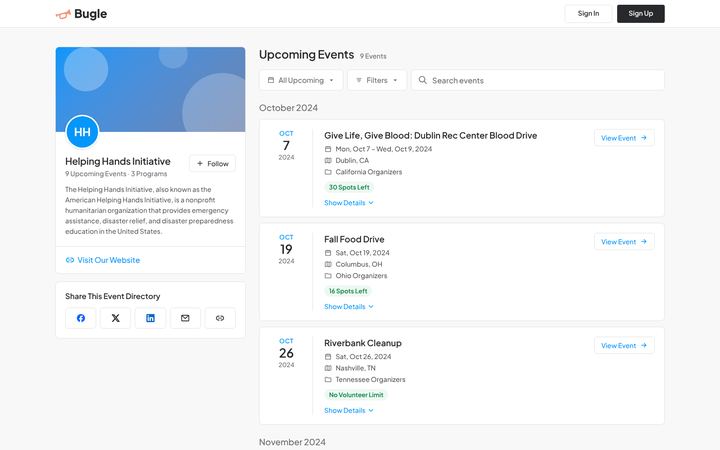 Bugle
Sign In
Sign Up
HH
Helping Hands Initiative
Follow
9 Upcoming Events · 3 Programs
The Helping Hands Initiative, also known as the
American Helping Hands Initiative, is a nonprofit
humanitarian organization that provides emergency
assistance, disaster relief, and disaster preparedness
education in the United States.
Visit Our Website
Share This Event Directory
Upcoming Events 9 Events
All Upcoming
Filters
Search events
October 2024
OCT
7
2024
Give Life, Give Blood: Dublin Rec Center Blood Drive
Mon, Oct 7 – Wed, Oct 9, 2024
Dublin, CA
California Organizers
30 Spots Left
Show Details
View Event
OCT
19
2024
Fall Food Drive
Sat, Oct 19, 2024
Columbus, OH
Ohio Organizers
16 Spots Left
Show Details
View Event
OCT
26
2024
Riverbank Cleanup
Sat, Oct 26, 2024
Nashville, TN
Tennessee Organizers
No Volunteer Limit
Show Details
View Event
November 2024